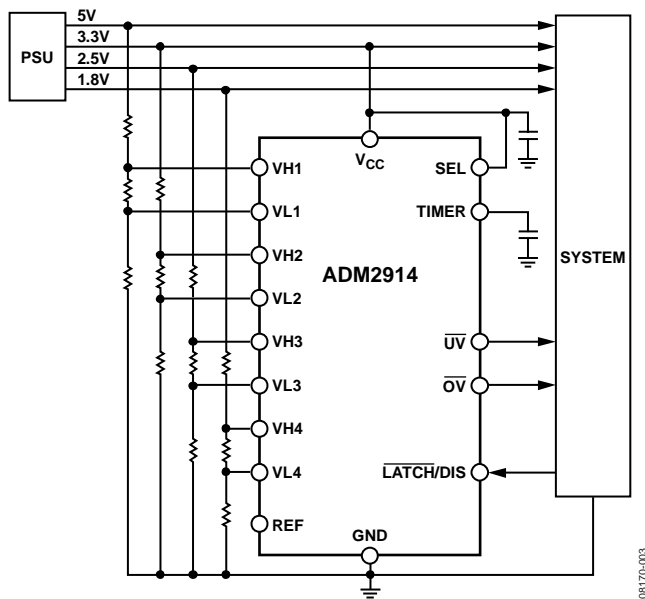 5V
3.3V
2.5V
1.8V
PSU
VCC
SEL
TIMER
VH1
VL1
VH2
VL2
VH3
VL3
VH4
VL4
REF
ADM2914
UV
OV
LATCH/DIS
GND
SYSTEM
08170-003